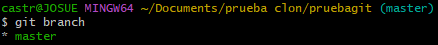 castr@JOSUE MINGW64 ~/Documents/prueba clon/pruebagit (master)
$ git branch
* master